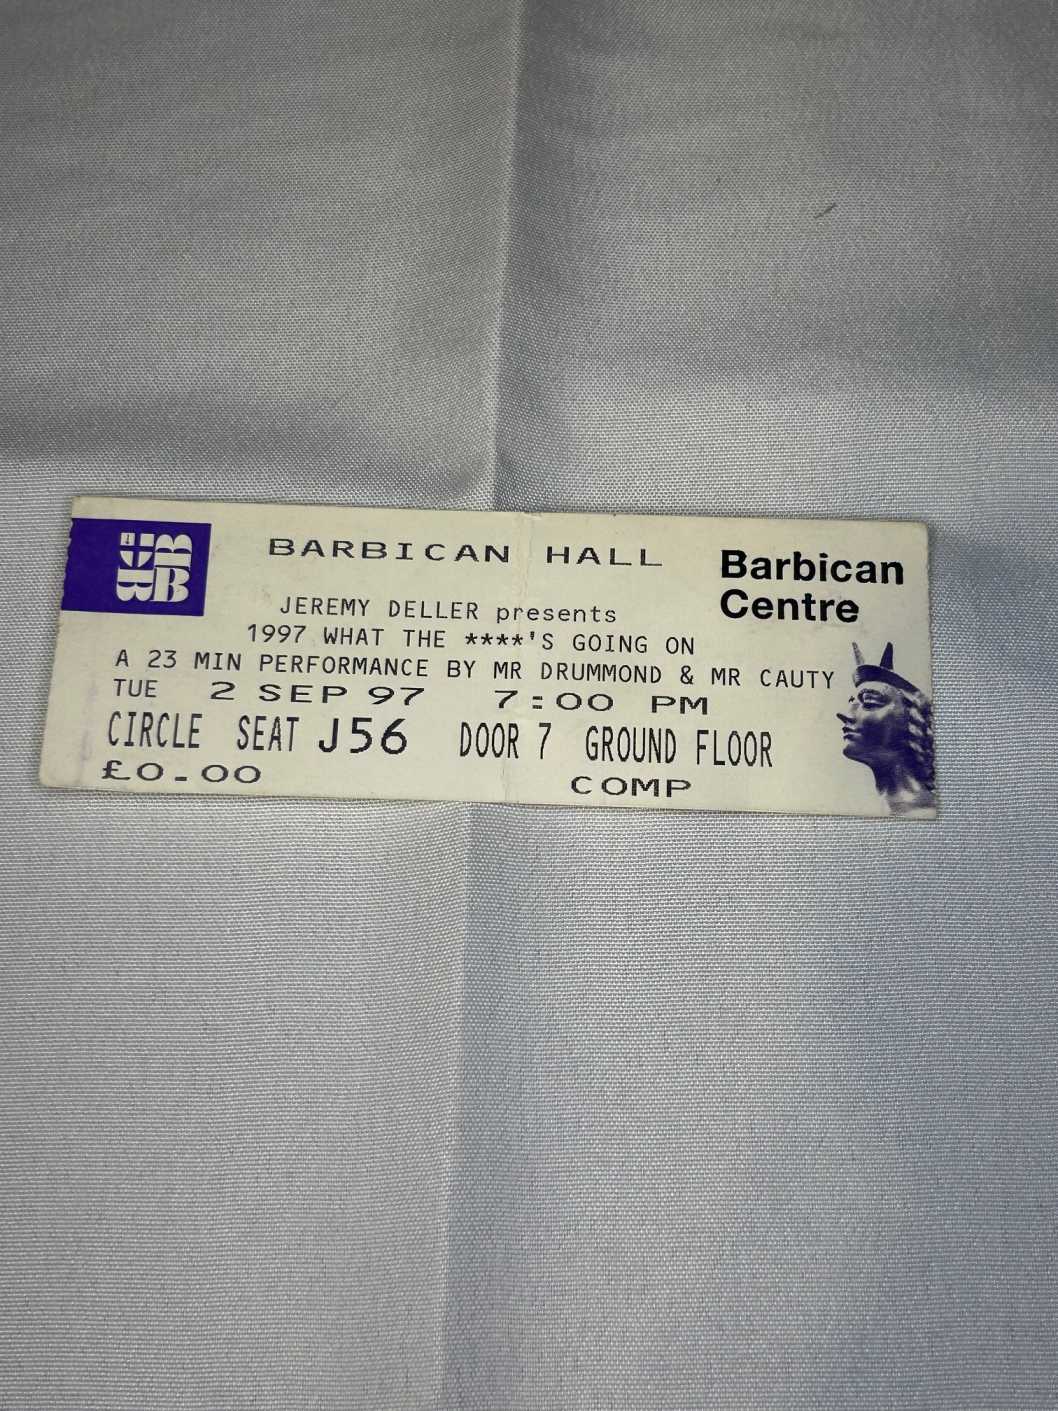 BARBICAN HALL
Barbican
Centre
JEREMY DELLER presents
1997 WHAT THE ****'S GOING ON
A 23 MIN PERFORMANCE BY MR DRUMMOND & MR CAUTY
TUE 2 SEP 97 7:00 PM
CIRCLE SEAT J56 DOOR 7 GROUND FLOOR
£0.00 COMP